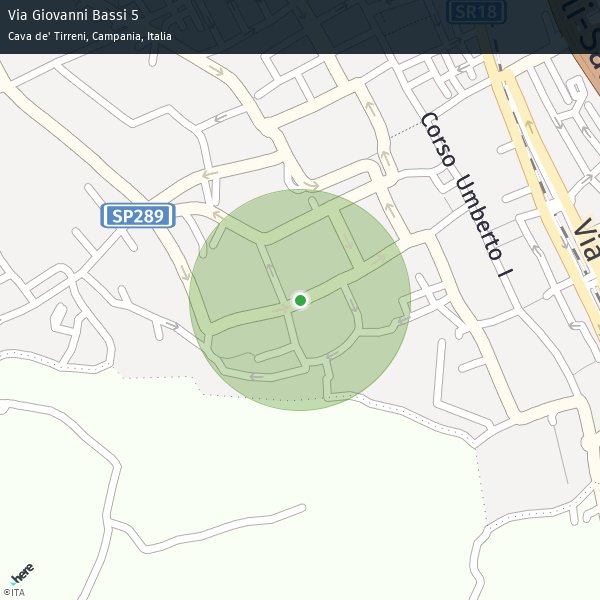 Via Giovanni Bassi 5
Cava de' Tirreni, Campania, Italia
SR18
Corso Umberto I
SP289
Via
here
©ITA